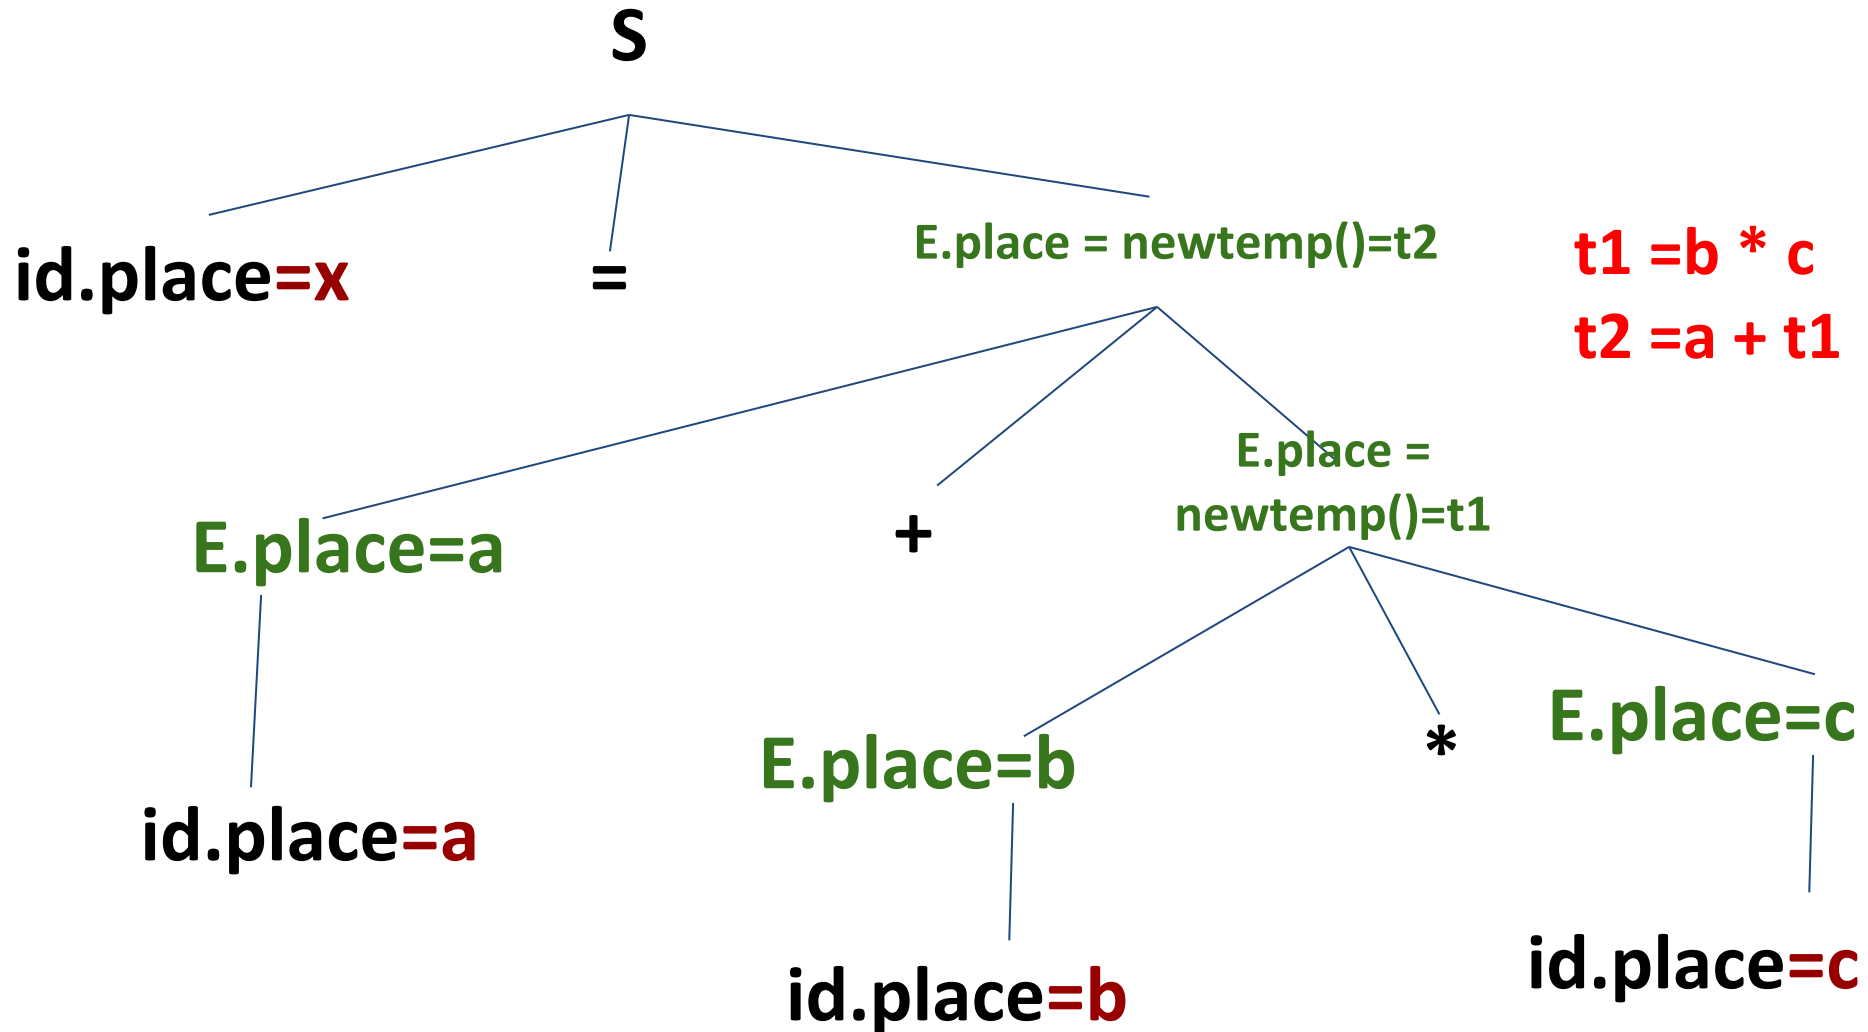 S
id.place=x
=
E.place = newtemp()=t2
t1 =b * c
t2 =a + t1
E.place =
newtemp()=t1
E.place=a
+
E.place=b
*
E.place=c
id.place=a
id.place=b
id.place=c